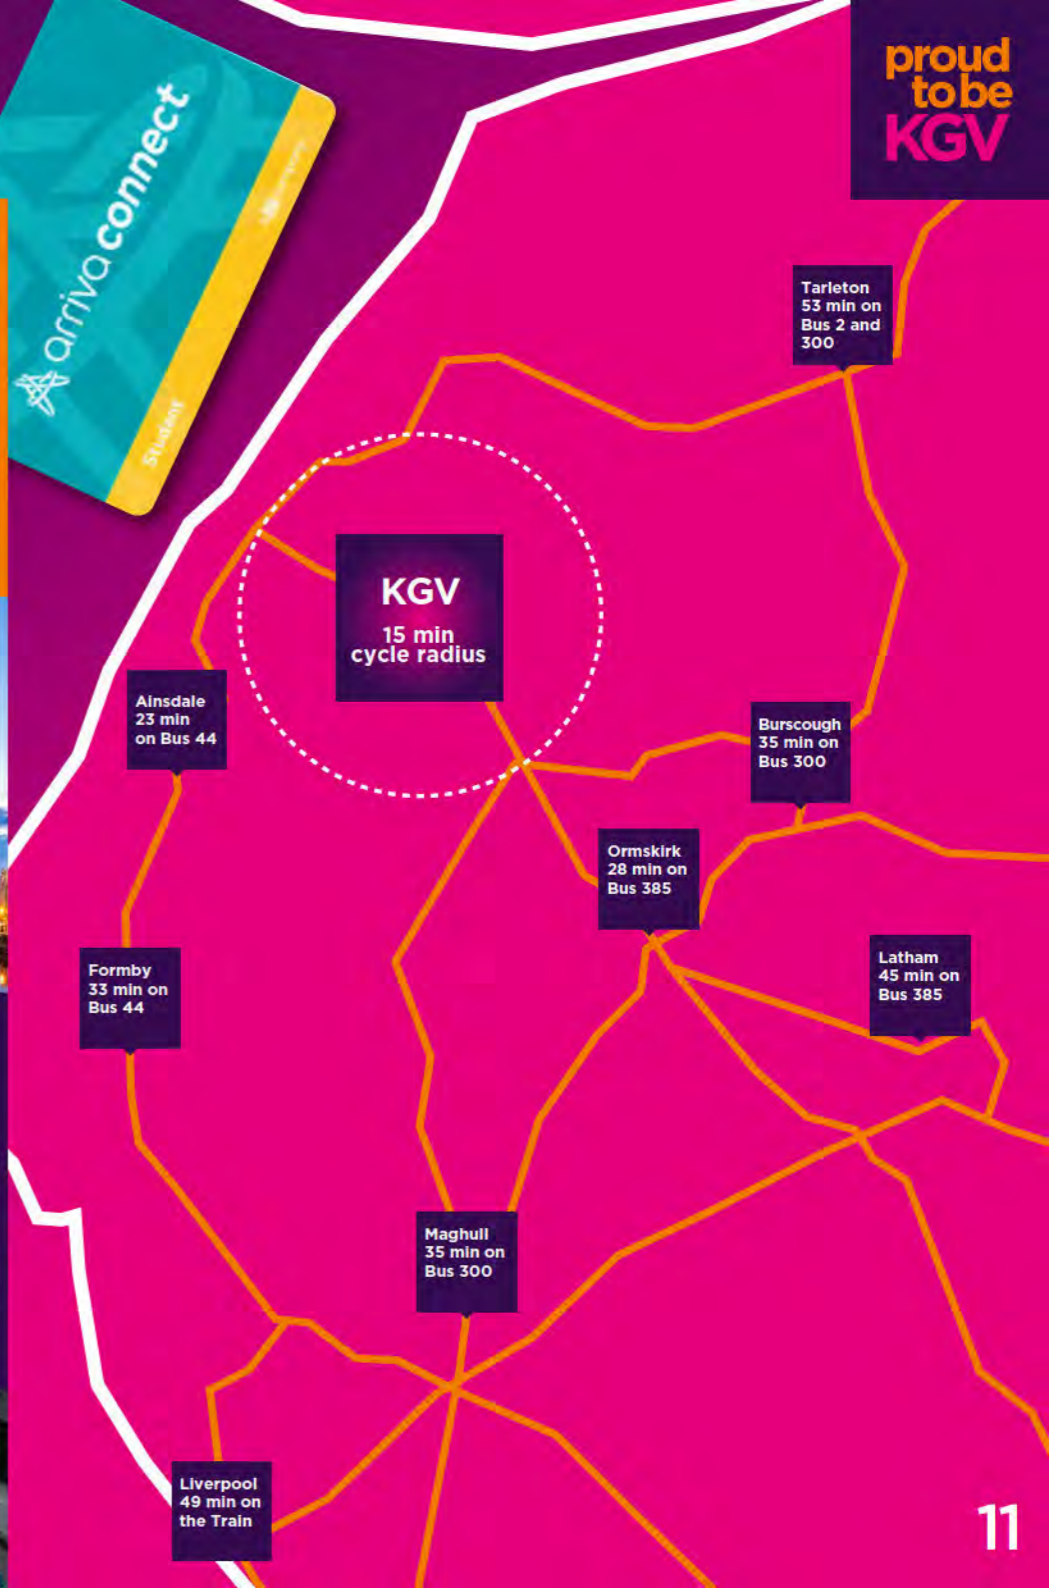 proud
to be
KGV
arriva connect
Student
Tarleton
53 min on
Bus 2 and
300
KGV
15 min
cycle radius
Ainsdale
23 min
on Bus 44
Burscough
35 min on
Bus 300
Ormskirk
28 min on
Bus 385
Latham
45 min on
Bus 385
Formby
33 min on
Bus 44
Maghull
35 min on
Bus 300
Liverpool
49 min on
the Train
11